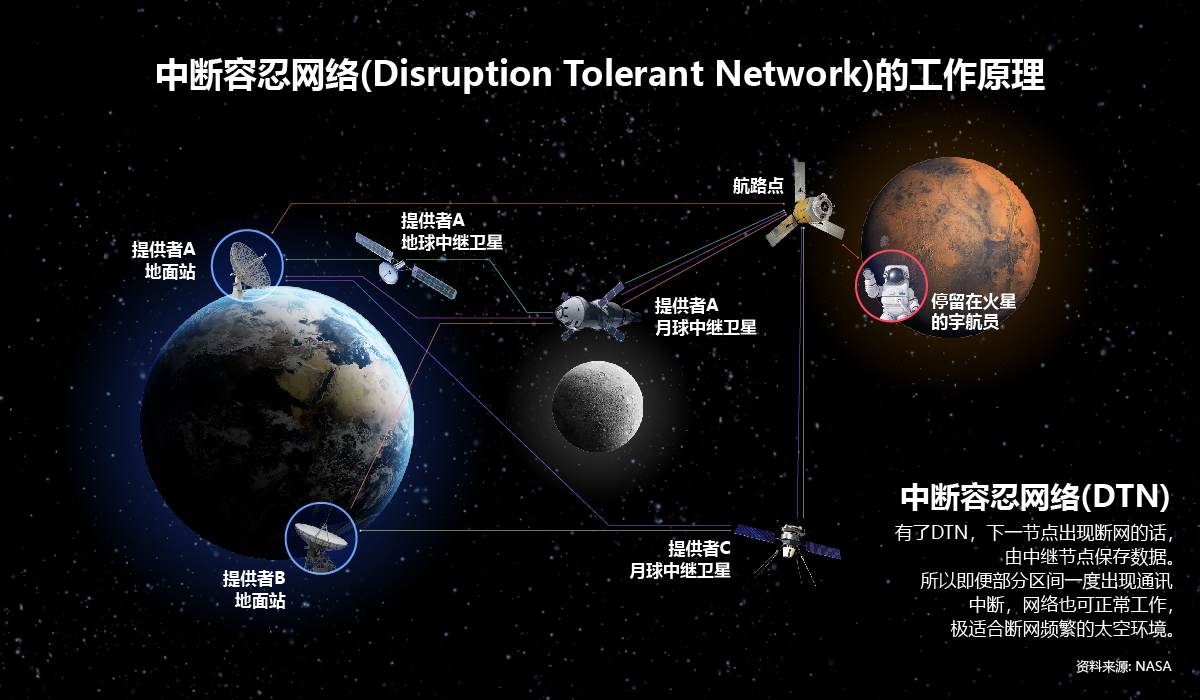 中断容忍网络(Disruption Tolerant Network)的工作原理
航路点
提供者A
地球中继卫星
提供者A
地面站
提供者A
月球中继卫星
停留在火星
的宇航员
中断容忍网络(DTN)
有了DTN，下一节点出现断网的话，
由中继节点保存数据。
所以即便部分区间一度出现通讯
中断，网络也可正常工作，
极适合断网频繁的太空环境。
提供者C
月球中继卫星
提供者B
地面站
资料来源: NASA